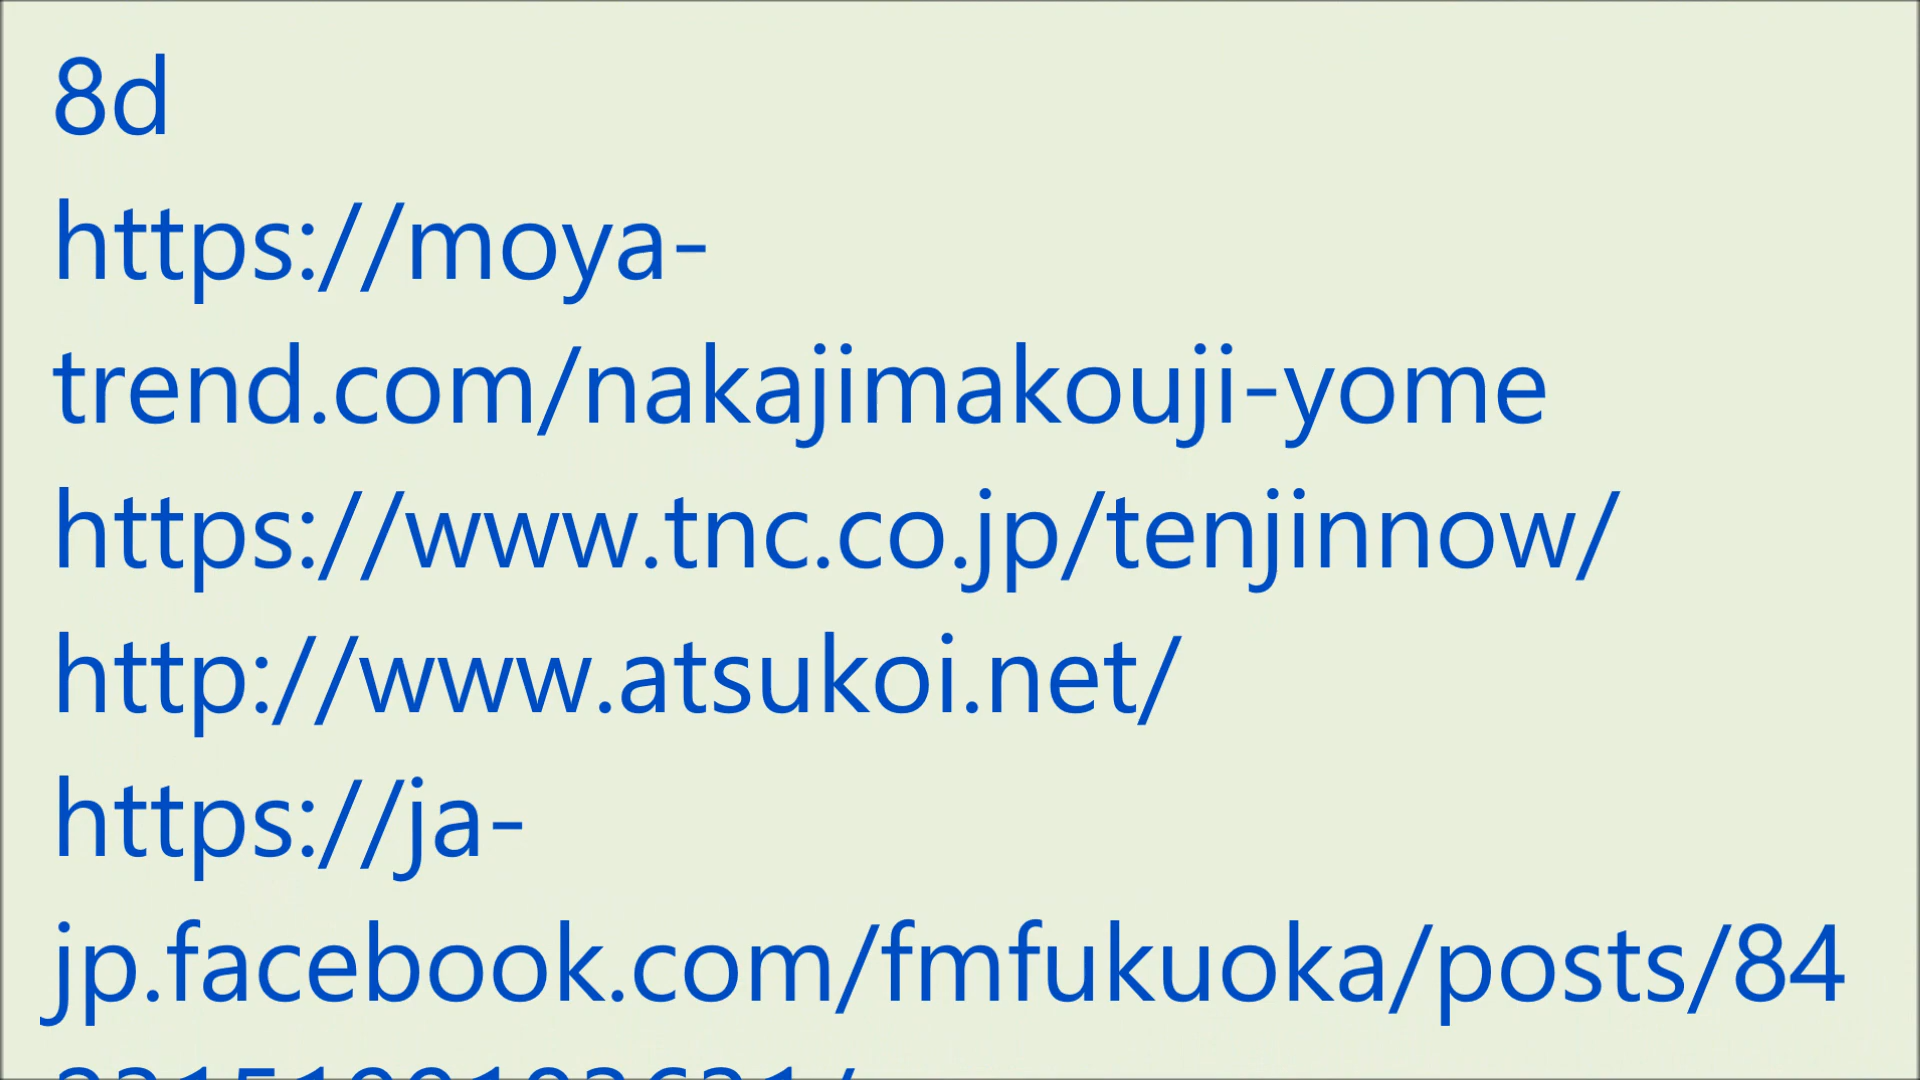 8d
https://moya-
trend.com/nakajimakouji-yome
https://www.tnc.co.jp/tenjinnow/
http://www.atsukoi.net/
https://ja-
jp.facebook.com/fmfukuoka/posts/84